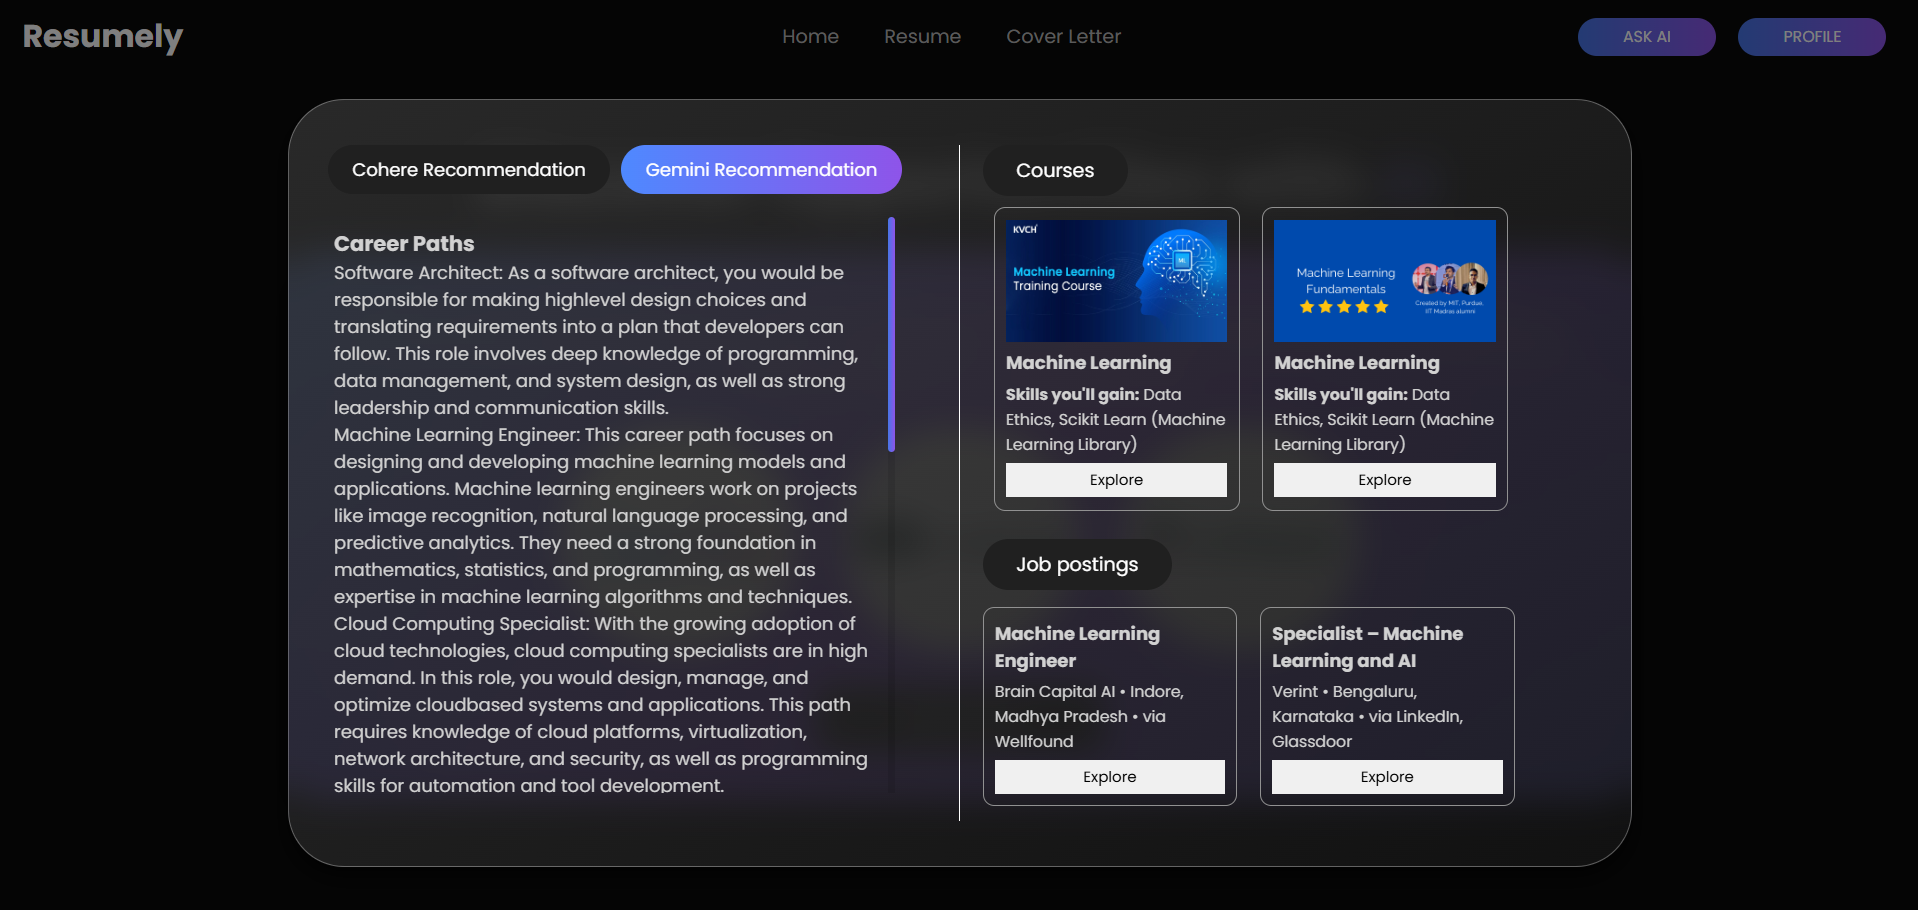 Resumely
Home
Resume
Cover Letter
ASK AI
PROFILE
Cohere Recommendation
Gemini Recommendation
Career Paths
Software Architect: As a software architect, you would be
responsible for making highlevel design choices and
translating requirements into a plan that developers can
follow. This role involves deep knowledge of programming,
data management, and system design, as well as strong
leadership and communication skills.
Machine Learning Engineer: This career path focuses on
designing and developing machine learning models and
applications. Machine learning engineers work on projects
like image recognition, natural language processing, and
predictive analytics. They need a strong foundation in
mathematics, statistics, and programming, as well as
expertise in machine learning algorithms and techniques.
Cloud Computing Specialist: With the growing adoption of
cloud technologies, cloud computing specialists are in high
demand. In this role, you would design, manage, and
optimize cloudbased systems and applications. This path
requires knowledge of cloud platforms, virtualization,
network architecture, and security, as well as programming
skills for automation and tool development.
Courses
KVCH
Machine Learning
Training Course
ML
Machine Learning
Skills you'll gain: Data
Ethics, Scikit Learn (Machine
Learning Library)
Explore
Machine Learning
Fundamentals
Created by MIT, Purdue,
IIT Madras alumni
Machine Learning
Skills you'll gain: Data
Ethics, Scikit Learn (Machine
Learning Library)
Explore
Job postings
Machine Learning
Engineer
Brain Capital AI • Indore,
Madhya Pradesh • via
Wellfound
Explore
Specialist – Machine
Learning and AI
Verint • Bengaluru,
Karnataka • via LinkedIn,
Glassdoor
Explore